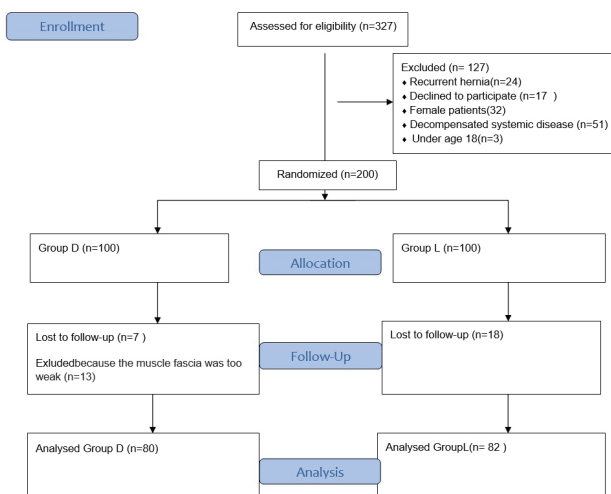 Enrollment
Assessed for eligibility (n=327)
Excluded (n= 127)
♦ Recurrent hernia(n=24)
♦ Declined to participate (n=17  )
♦ Female patients(32)
♦ Decompensated systemic disease (n=51)
♦ Under age 18(n=3)
Randomized (n=200)
Group D (n=100)
Allocation
Group L (n=100)
Lost to follow-up (n=7 )
Exludedbecause the muscle fascia was too
weak (n=13)
Follow-Up
Lost to follow-up (n=18)
Analysed Group D (n=80)
Analysis
Analysed GroupL(n= 82 )